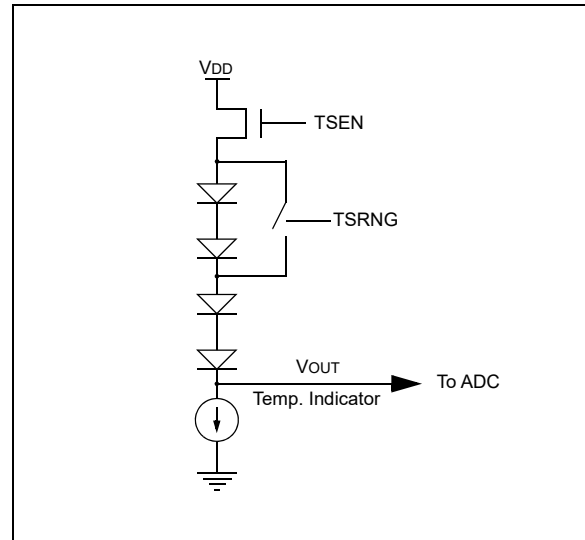 VDD
TSEN
TSRNG
VOUT
To ADC
Temp. Indicator